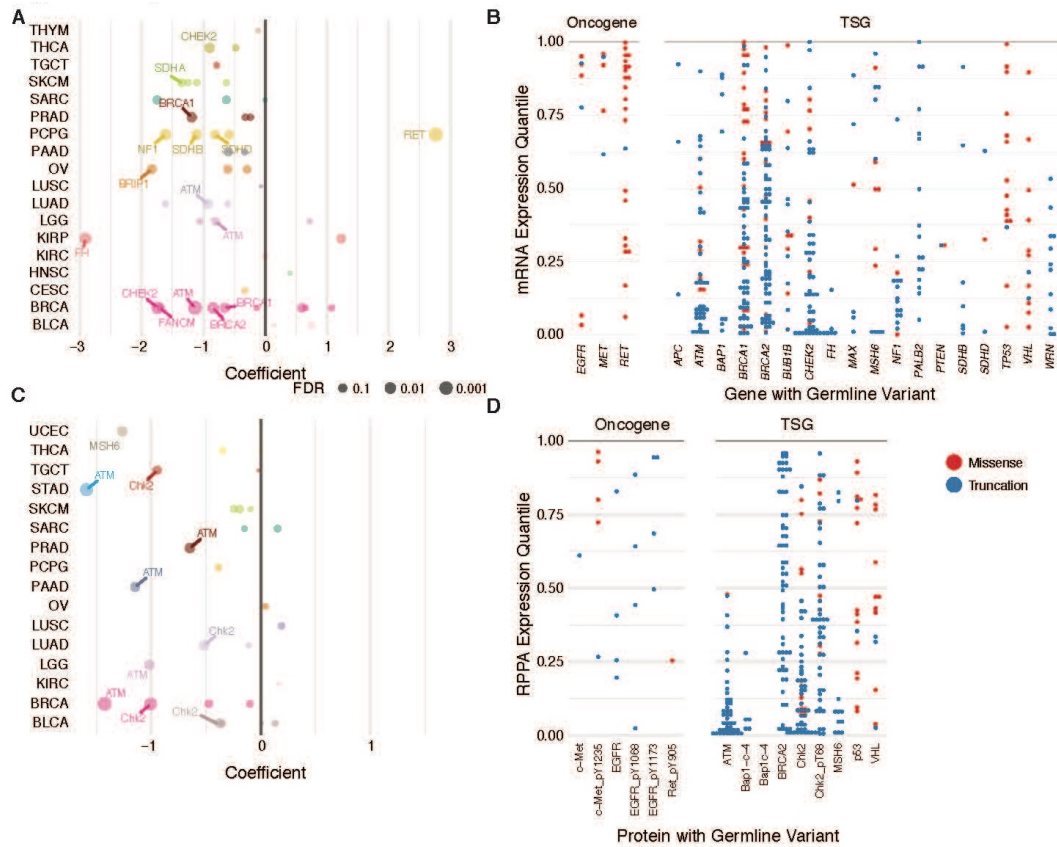 A
THYM
THCA
TGCT
SKCM
SARC
PRAD
PCPG
PAAD
OV
LUSC
LUAD
LGG
KIRP
KIRC
HNSC
CESC
BRCA
BLCA
CHEK2
SDHA
BRCA1
RET
NF1
SDHB
SDHD
BRIP1
ATM
ATM
FH
CHEK2
ATM
BRCA1
FANCM
BRCA2
−3 −2 −1 0 1 2 3
Coefficient
FDR 0.1 0.01 0.001
B
Oncogene TSG
mRNA Expression Quantile
1.00
0.75
0.50
0.25
0.00
EGFR MET RET APC ATM BAP1 BRCA1 BRCA2 BUB1B CHEK2 FH MAX MSH6 NF1 PALB2 PTEN SDHB SDHD TP53 VHL WRN
Gene with Germline Variant
C
UCEC
THCA
TGCT
STAD
SKCM
SARC
PRAD
PCPG
PAAD
OV
LUSC
LUAD
LGG
KIRC
BRCA
BLCA
MSH6
ATM
Chk2
ATM
ATM
Chk2
ATM
ATM
Chk2
Chk2
−1 0 1
Coefficient
D
Oncogene TSG
RPPA Expression Quantile
1.00
0.75
0.50
0.25
0.00
c-Met c-Met_pY1235 EGFR EGFR_pY1068 EGFR_pY1173 Ret_pY905 ATM Bap1-c-4 Bap1c-4 BRCA2 Chk2 Chk2_pT68 MSH6 p53 VHL
Protein with Germline Variant
Missense
Truncation